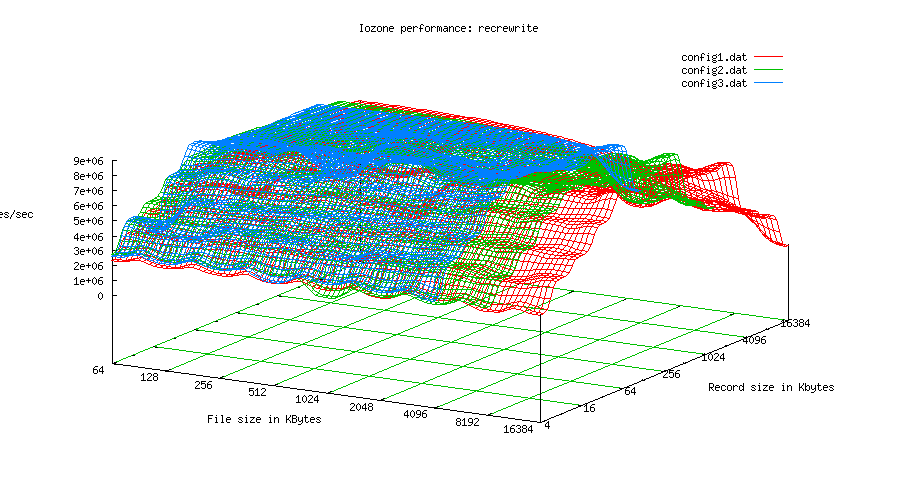 Iozone performance: recrewrite
config1.dat
config2.dat
config3.dat
9e+06
8e+06
7e+06
6e+06
5e+06
4e+06
3e+06
2e+06
1e+06
0
es/sec
64
128
256
512
1024
2048
4096
8192
16384
File size in KBytes
4
16
64
256
1024
4096
16384
Record size in Kbytes